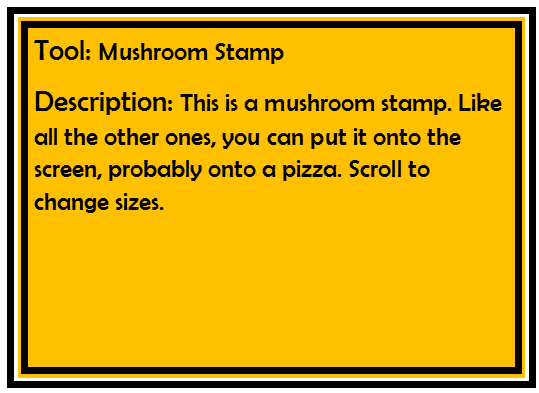 Tool: Mushroom Stamp
Description: This is a mushroom stamp. Like
all the other ones, you can put it onto the
screen, probably onto a pizza. Scroll to
change sizes.